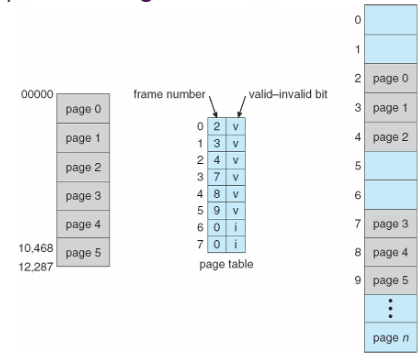 00000
page 0
page 1
page 2
page 3
page 4
10,468
page 5
12,287
frame number
valid–invalid bit
0 2 v
1 3 v
2 4 v
3 7 v
4 8 v
5 9 v
6 0 i
7 0 i
page table
0
1
2 page 0
3 page 1
4 page 2
5
6
7 page 3
8 page 4
9 page 5
page n